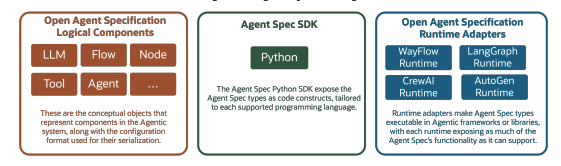 Open Agent Specification
Logical Components
LLM
Flow
Node
Tool
Agent
...
These are the conceptual objects that
represent components in the Agentic
system, along with the configuration
format used for their serialization.
Agent Spec SDK
Python
The Agent Spec Python SDK expose the
Agent Spec types as code constructs, tailored
to each supported programming language.
Open Agent Specification
Runtime Adapters
WayFlow
Runtime
LangGraph
Runtime
CrewAI
Runtime
AutoGen
Runtime
Runtime adapters make Agent Spec types
executable in Agentic frameworks or libraries,
with each runtime exposing as much of the
Agent Spec's functionality as it can support.